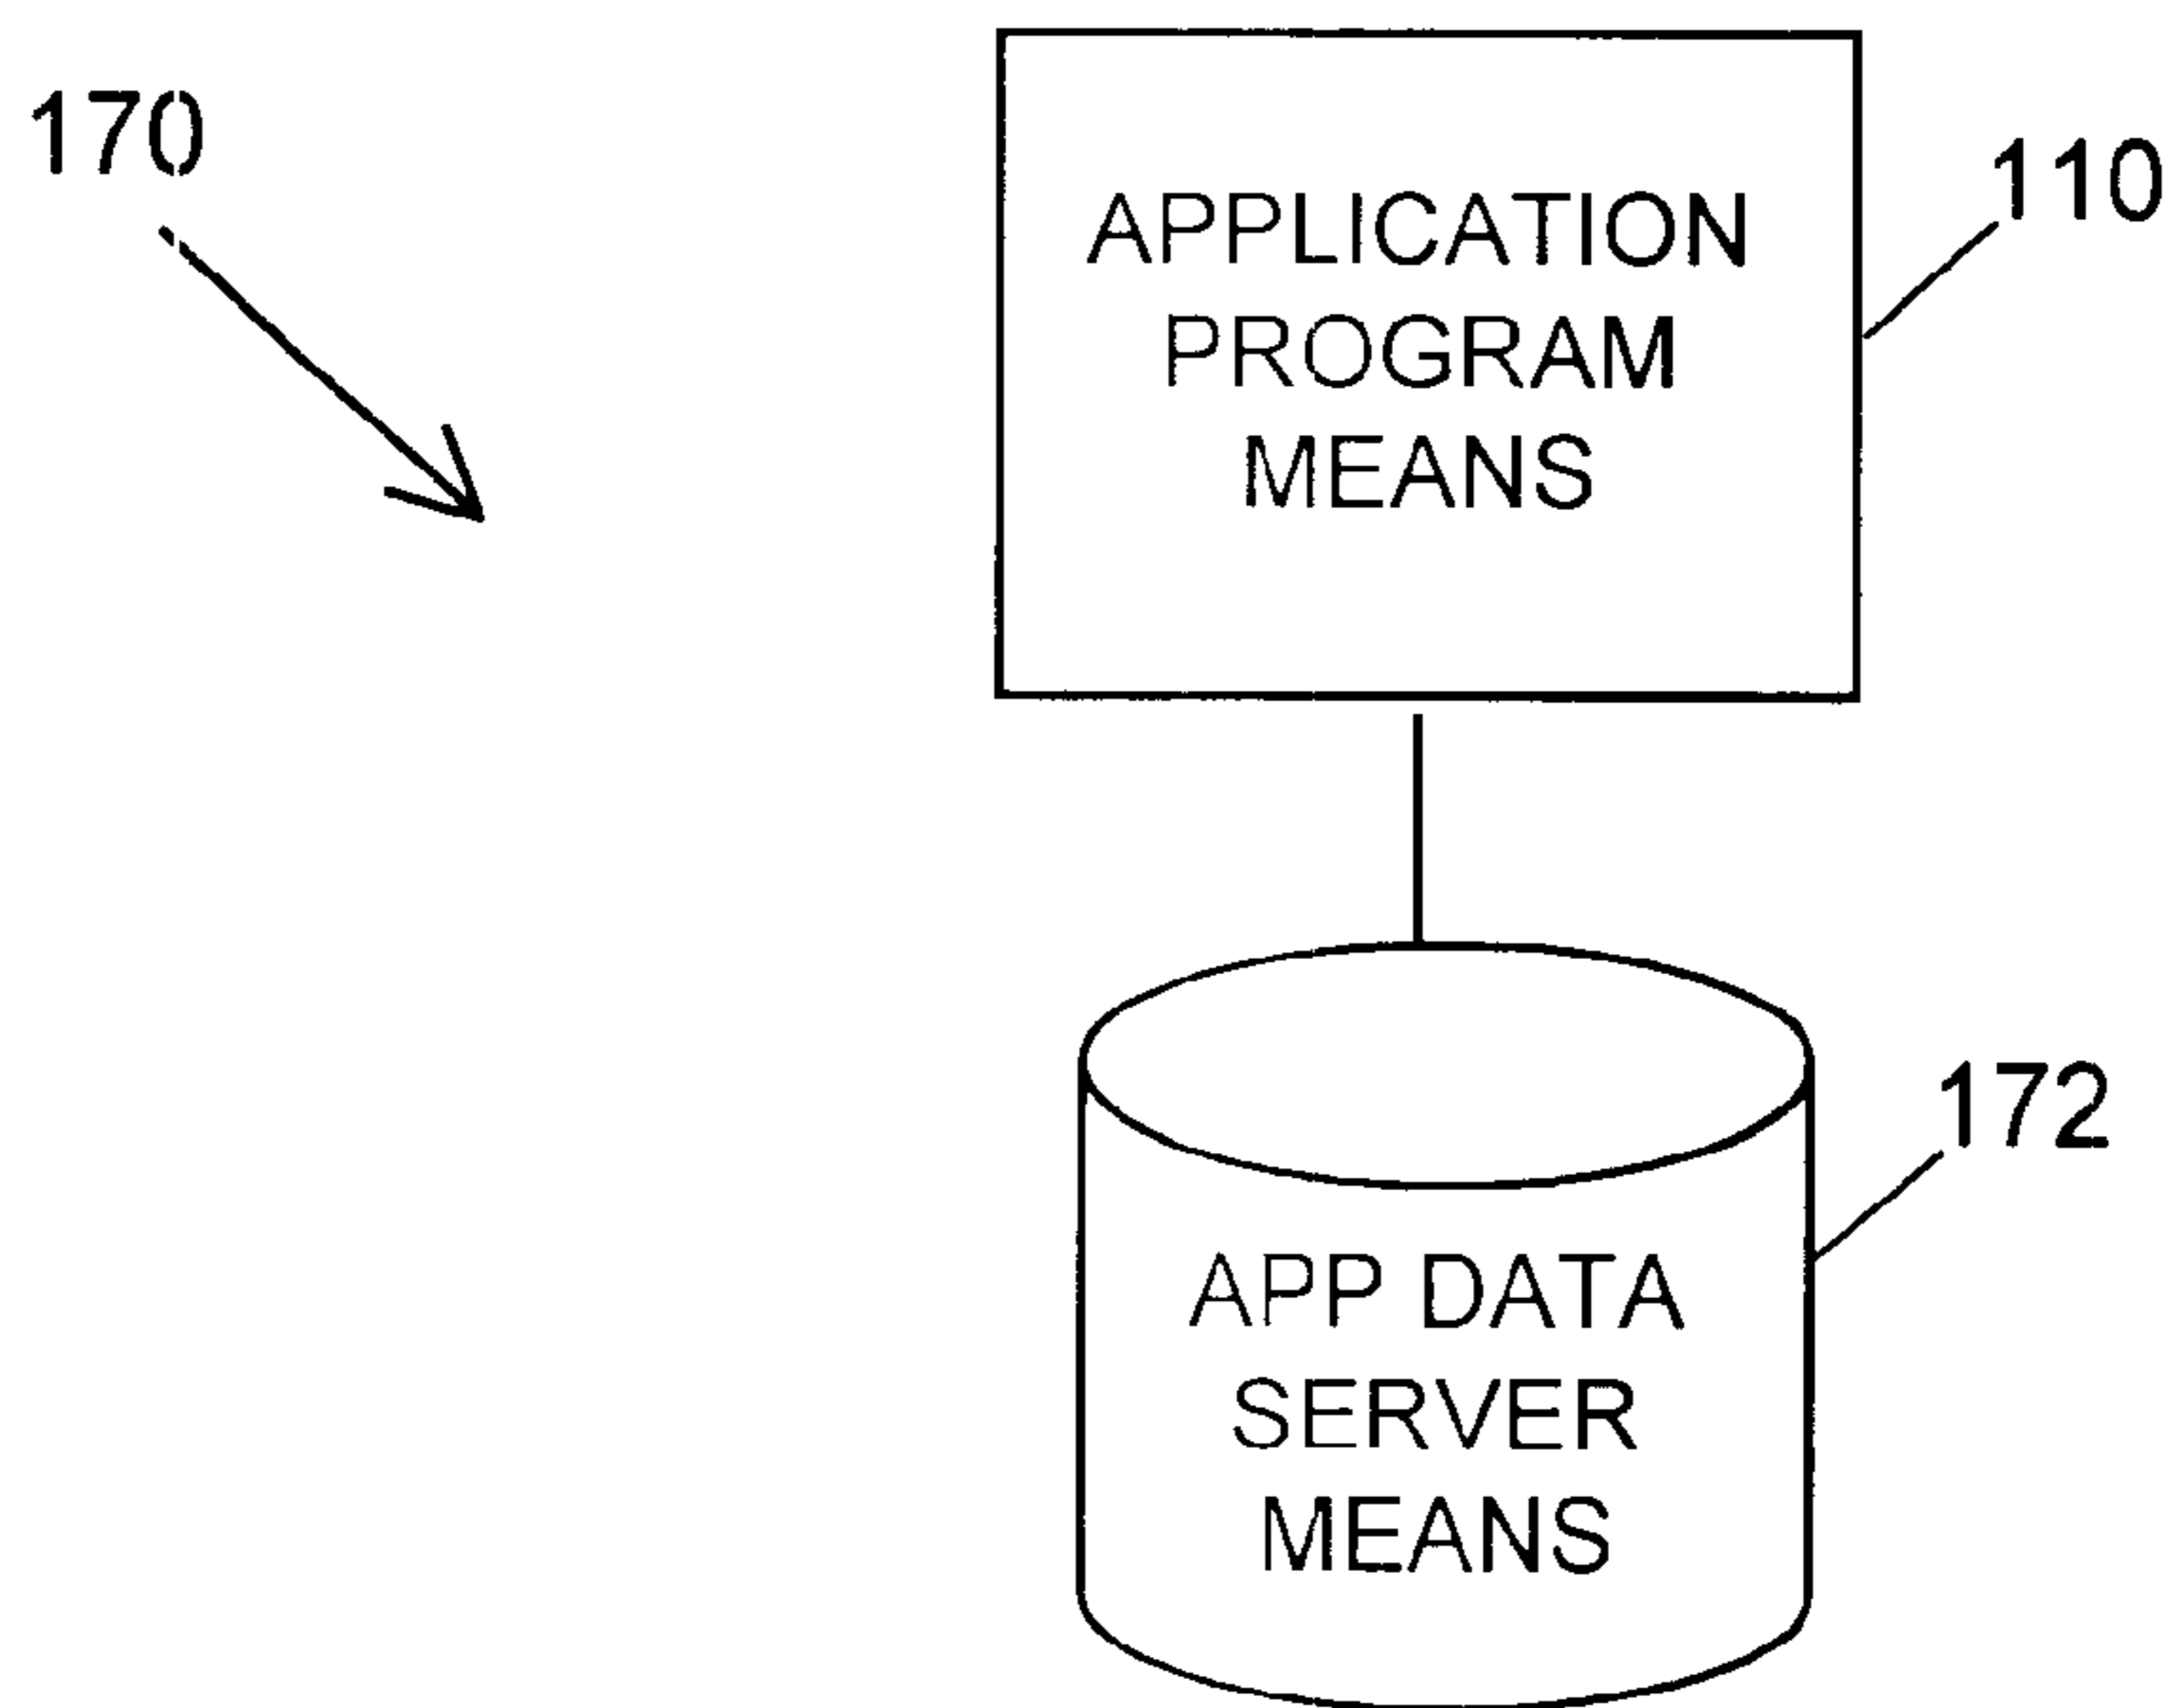 170
APPLICATION
PROGRAM
MEANS
110
APP DATA
SERVER
MEANS
172